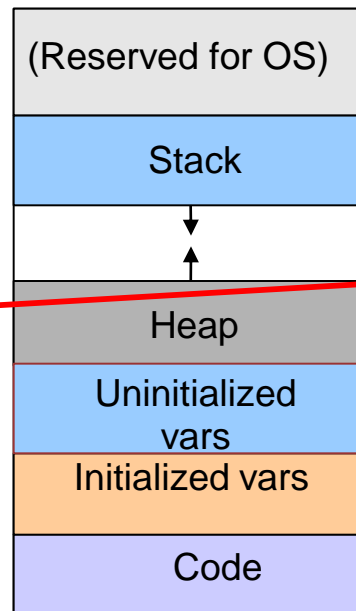 (Reserved for OS)
Stack
Heap
Uninitialized
vars
Initialized vars
Code